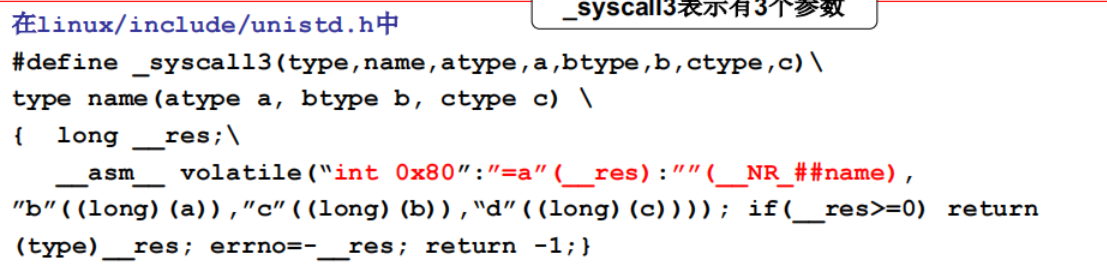 _syscall3表示有3个参数
在linux/include/unistd.h中
#define _syscall3(type,name,atype,a,btype,b,ctype,c)\
type name(atype a, btype b, ctype c) \
{ long __res;\
__asm__ volatile(“int 0x80”:”=a”(__res):””(__NR_##name),
”b”((long)(a)),”c”((long)(b)),“d”((long)(c)))); if(__res>=0) return
(type)__res; errno=-__res; return -1;}